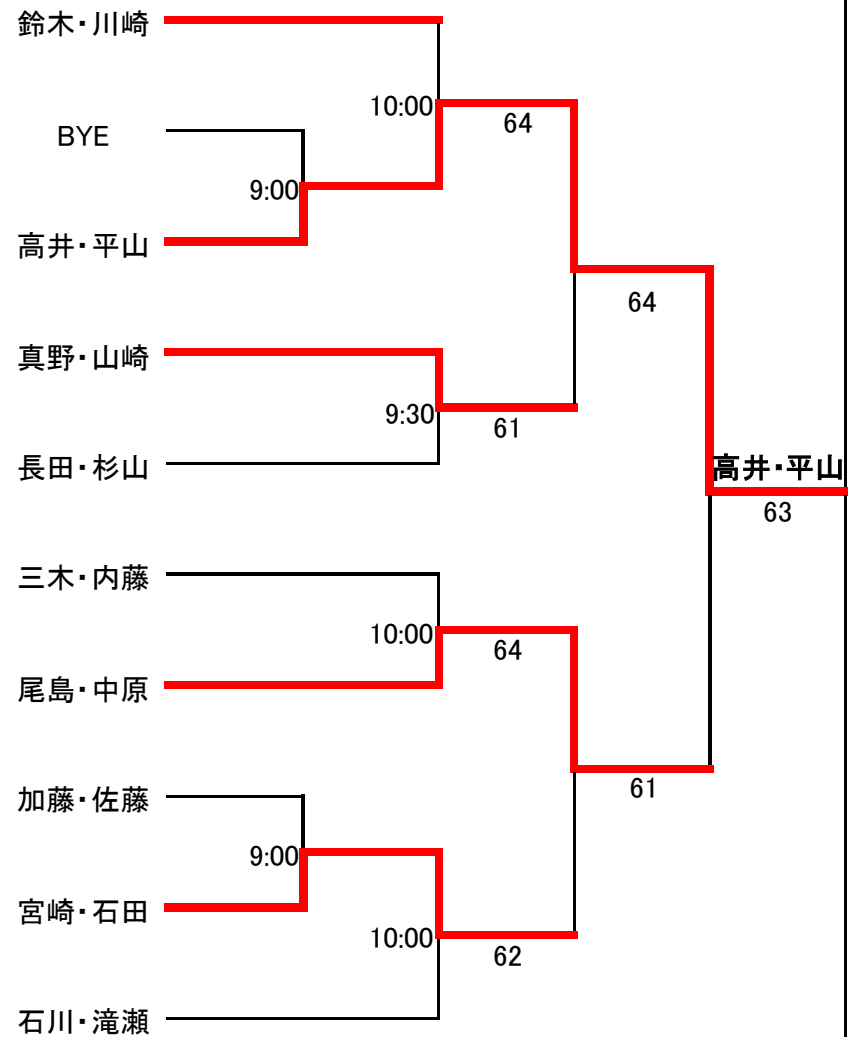 鈴木・川崎
10:00
64
BYE
9:00
高井・平山
64
真野・山崎
9:30
61
長田・杉山
高井・平山
63
三木・内藤
10:00
64
尾島・中原
61
加藤・佐藤
9:00
宮崎・石田
10:00
62
石川・滝瀬